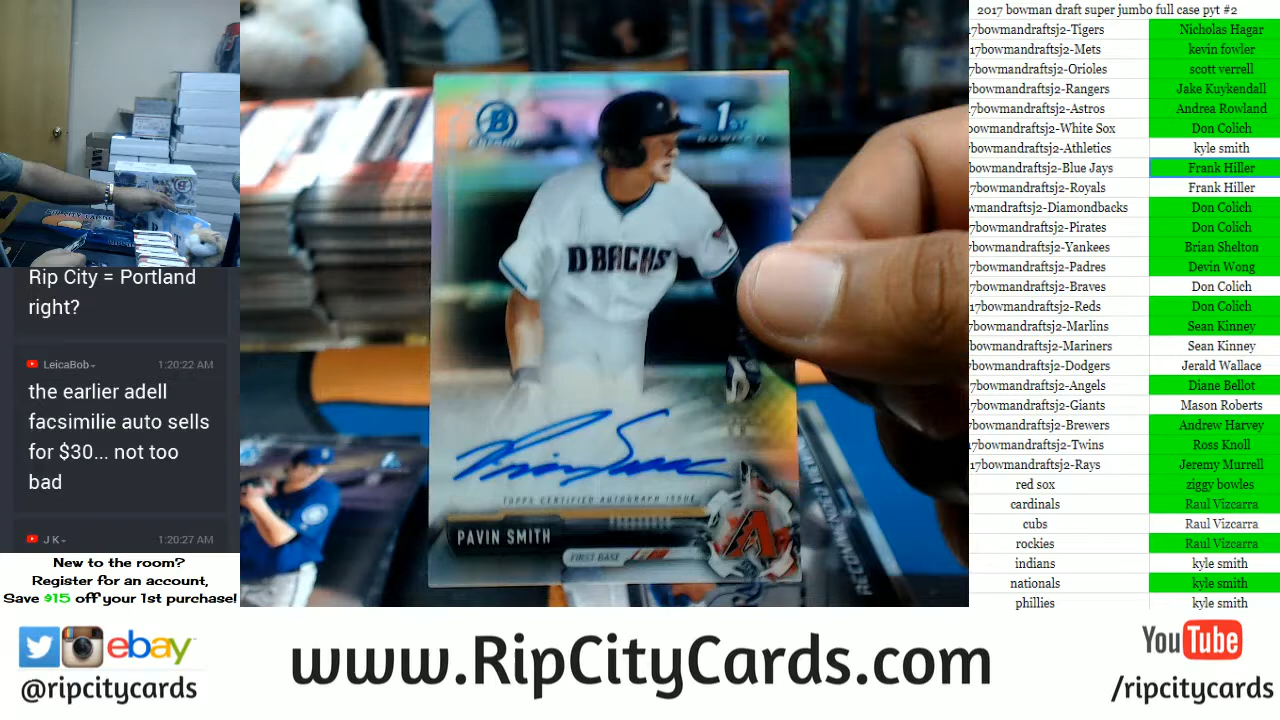 Rip City = Portland
right?
LeicaBob
1:20:22 AM
the earlier adell
facsimilie auto sells
for $30... not too
bad
J K
1:20:27 AM
New to the room?
Register for an account,
Save $15 off your 1st purchase!
B
CHROME
1ST
BOWMAN
DBACKS
TOPPS CERTIFIED AUTOGRAPH ISSUE
PAVIN SMITH
FIRST BASE
A
2017 bowman draft super jumbo full case pyt #2
17bowmandraftsj2-Tigers Nicholas Hagar
7bowmandraftsj2-Mets kevin fowler
7bowmandraftsj2-Orioles scott verrell
7bowmandraftsj2-Rangers Jake Kuykendall
7bowmandraftsj2-Astros Andrea Rowland
bowmandraftsj2-White Sox Don Colich
bowmandraftsj2-Athletics kyle smith
bowmandraftsj2-Blue Jays Frank Hiller
7bowmandraftsj2-Royals Frank Hiller
wmandraftsj2-Diamondbacks Don Colich
7bowmandraftsj2-Pirates Don Colich
7bowmandraftsj2-Yankees Brian Shelton
7bowmandraftsj2-Padres Devin Wong
7bowmandraftsj2-Braves Don Colich
17bowmandraftsj2-Reds Don Colich
7bowmandraftsj2-Marlins Sean Kinney
bowmandraftsj2-Mariners Sean Kinney
7bowmandraftsj2-Dodgers Jerald Wallace
7bowmandraftsj2-Angels Diane Bellot
17bowmandraftsj2-Giants Mason Roberts
7bowmandraftsj2-Brewers Andrew Harvey
17bowmandraftsj2-Twins Ross Knoll
17bowmandraftsj2-Rays Jeremy Murrell
red sox ziggy bowles
cardinals Raul Vizcarra
cubs Raul Vizcarra
rockies Raul Vizcarra
indians kyle smith
nationals kyle smith
phillies kyle smith
ebay
@ripcitycards
www.RipCityCards.com
YouTube
/ripcitycards